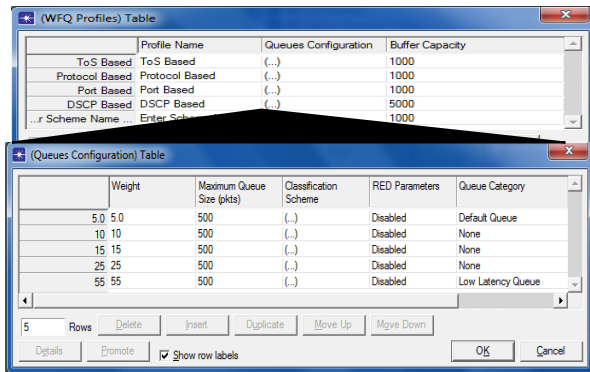 (WFQ Profiles) Table
Profile Name Queues Configuration Buffer Capacity
ToS Based ToS Based (...) 1000
Protocol Based Protocol Based (...) 1000
Port Based Port Based (...) 1000
DSCP Based DSCP Based (...) 5000
...r Scheme Name ... Enter 1000
(Queues Configuration) Table
Weight Maximum Queue Size (pkts) Classification Scheme RED Parameters Queue Category
5.0 5.0 500 (...) Disabled Default Queue
10 10 500 (...) Disabled None
15 15 500 (...) Disabled None
25 25 500 (...) Disabled None
55 55 500 (...) Disabled Low Latency Queue
5 Rows Delete Insert Duplicate Move Up Move Down
Details Promote Show row labels OK Cancel